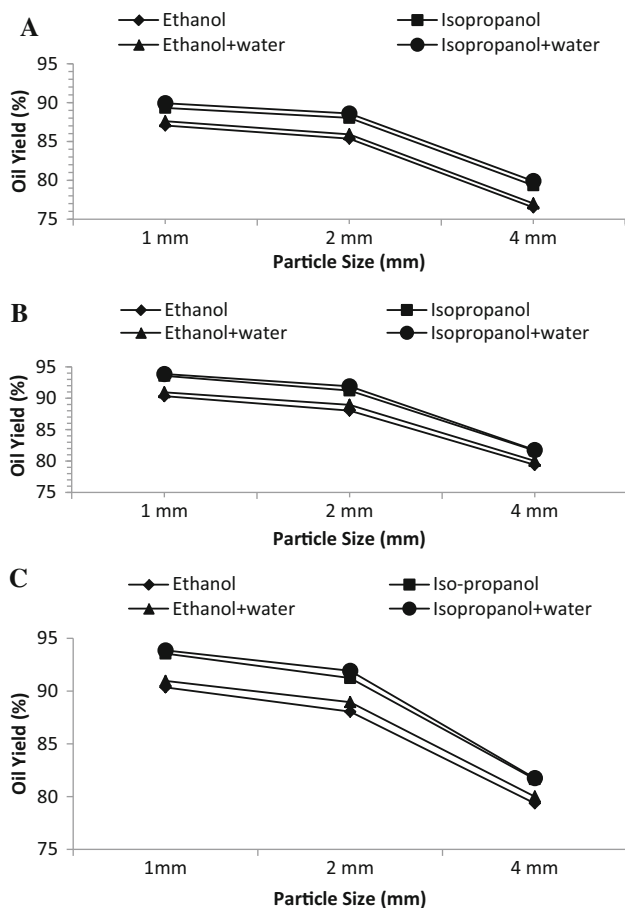 A
Ethanol Isopropanol
Ethanol+water Isopropanol+water
95
90
85
80
75
Oil Yield (%)
1 mm 2 mm 4 mm
Particle Size (mm)
B
Ethanol Isopropanol
Ethanol+water Isopropanol+water
95
90
85
80
75
Oil Yield (%)
1 mm 2 mm 4 mm
Particle Size (mm)
C
Ethanol Iso-propanol
Ethanol+water Isopropanol+water
95
90
85
80
75
Oil Yield (%)
1mm 2 mm 4 mm
Particle Size (mm)